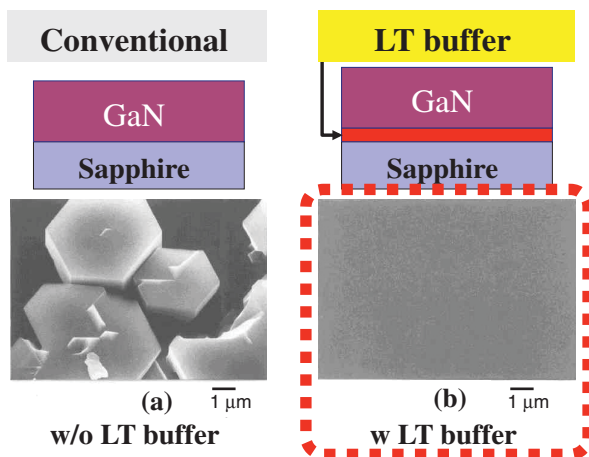 Conventional
LT buffer
GaN
GaN
Sapphire
Sapphire
(a)
1 μm
(b)
1 μm
w/o LT buffer
w LT buffer